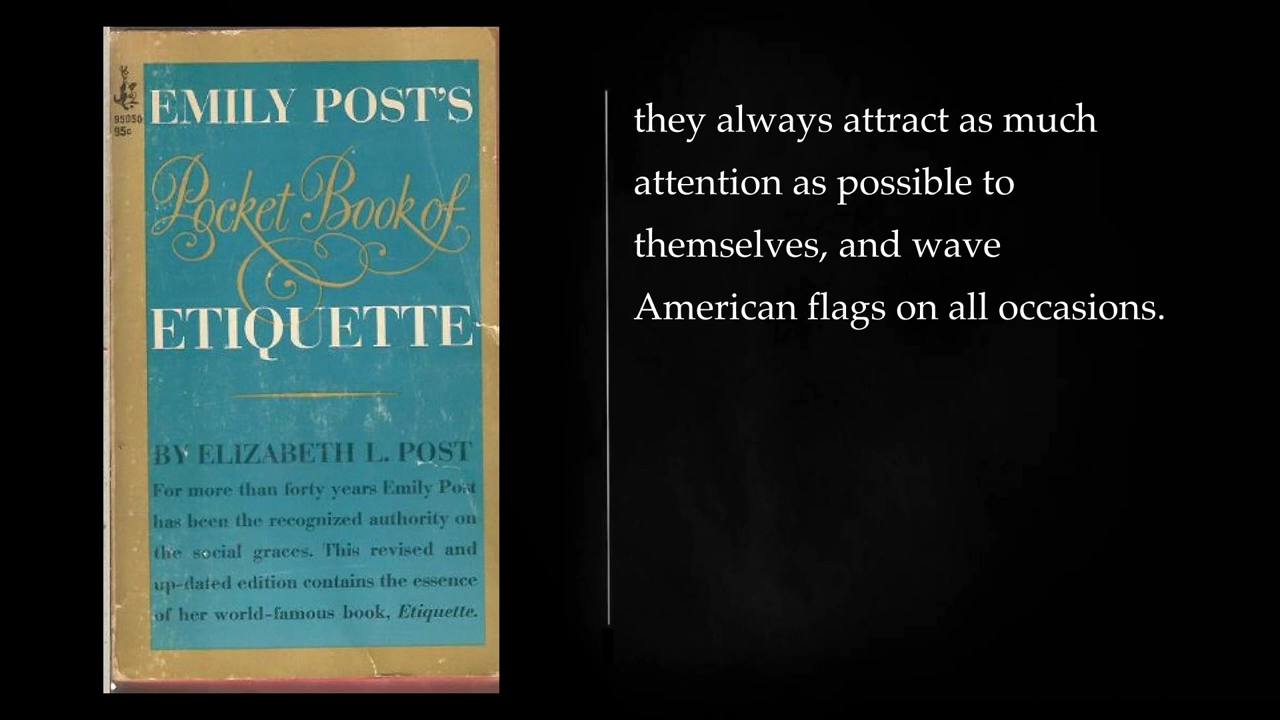 95050
95c
EMILY POST'S
Pocket Book of
ETIQUETTE
BY ELIZABETH L. POST
For more than forty years Emily Post
has been the recognized authority on
the social graces. This revised and
up-dated edition contains the essence
of her world-famous book, Etiquette.
they always attract as much
attention as possible to
themselves, and wave
American flags on all occasions.